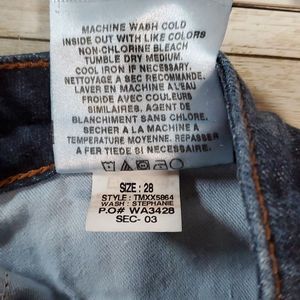 MACHINE WASH COLD
INSIDE OUT WITH LIKE COLORS
NON-CHLORINE BLEACH
TUMBLE DRY MEDIUM.
COOL IRON IF NECESSARY.
NETTOYAGE A SEC RECOMMANDE.
LAVER EN MACHINE A L'EAU
FROIDE AVEC COULEURS
SIMILAIRES. AGENT DE
BLANCHIMENT SANS CHLORE.
SECHER A LA MACHINE A
TEMPERATURE MOYENNE. REPASSER
A FER TIEDE SI NECESSAIRE.
SIZE : 28
STYLE : TMXX5864
WASH : STEPHANIE
P.O# WA3428
SEC- 03